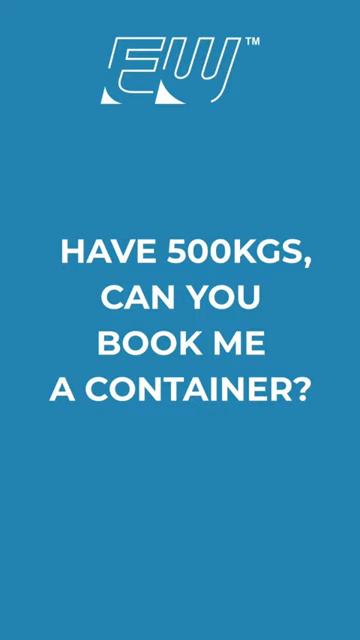 EW™
HAVE 500KGS,
CAN YOU
BOOK ME
A CONTAINER?